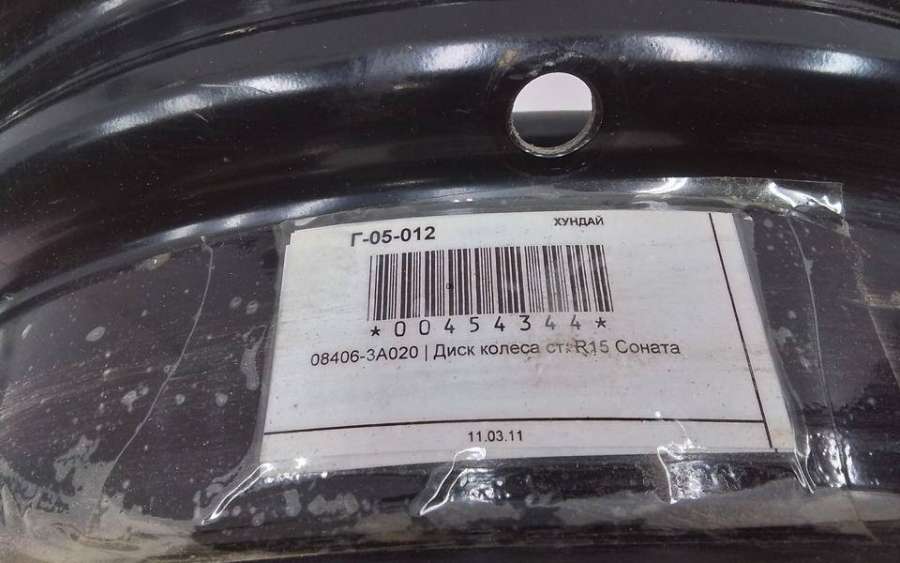 ХУНДАЙ
Г-05-012
*00454344*
08406-3A020 | Диск колеса ст. R15 Соната
11.03.11